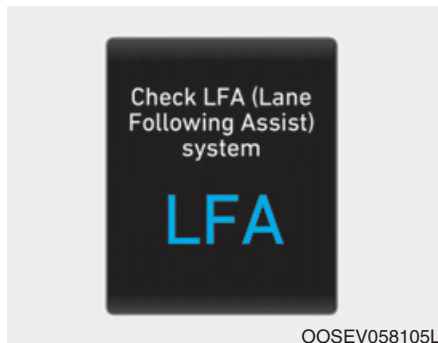 Check LFA (Lane
Following Assist)
system
LFA
OOSEV058105L